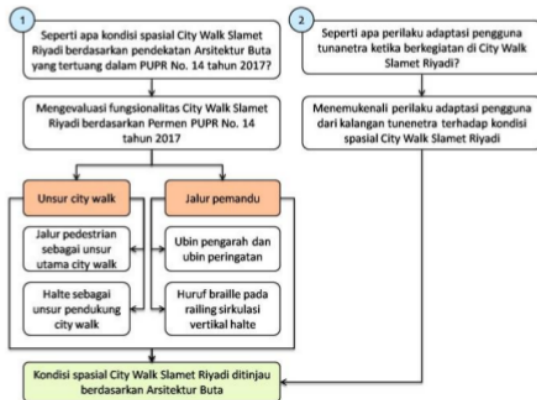 1
Seperti apa kondisi spasial City Walk Slamet
Riyadi berdasarkan pendekatan Arsitektur Buta
yang tertuang dalam PUPR No. 14 tahun 2017?
Mengevaluasi fungsionalitas City Walk Slamet
Riyadi berdasarkan Permen PUPR No. 14
tahun 2017
Unsur city walk
Jalur pedestrian
sebagai unsur
utama city walk
Halte sebagai
unsur pendukung
city walk
Jalur pemandu
Ubin pengarah dan
ubin peringatan
Huruf braille pada
railing sirkulasi
vertikal halte
2
Seperti apa perilaku adaptasi pengguna
tunanetra ketika berkegiatan di City Walk
Slamet Riyadi?
Menemukenali perilaku adaptasi pengguna
dari kalangan tunenetra terhadap kondisi
spasial City Walk Slamet Riyadi
Kondisi spasial City Walk Slamet Riyadi ditinjau
berdasarkan Arsitektur Buta